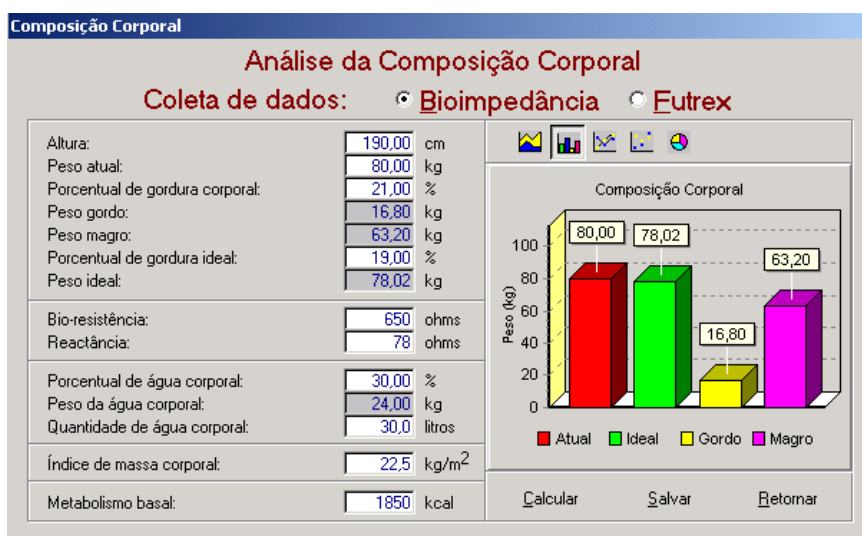 Composição Corporal
Análise da Composição Corporal
Coleta de dados: Bioimpedância Futrex
Altura: 190,00 cm
Peso atual: 80,00 kg
Porcentual de gordura corporal: 21,00 %
Peso gordo: 16,80 kg
Peso magro: 63,20 kg
Porcentual de gordura ideal: 19,00 %
Peso ideal: 78,02 kg
Bio-resistência: 650 ohms
Reactância: 78 ohms
Porcentual de água corporal: 30,00 %
Peso da água corporal: 24,00 kg
Quantidade de água corporal: 30,0 litros
Índice de massa corporal: 22,5 kg/m²
Metabolismo basal: 1850 kcal
Composição Corporal
Peso (kg)
100
80
60
40
20
0
80,00
78,02
16,80
63,20
Atual Ideal Gordo Magro
Calcular Salvar Retornar